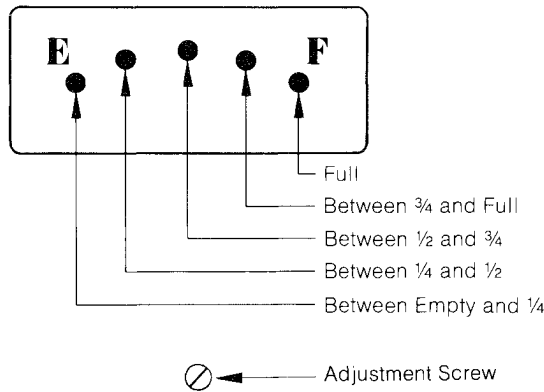 E F
Full
Between ¾ and Full
Between ½ and ¾
Between ¼ and ½
Between Empty and ¼
Adjustment Screw